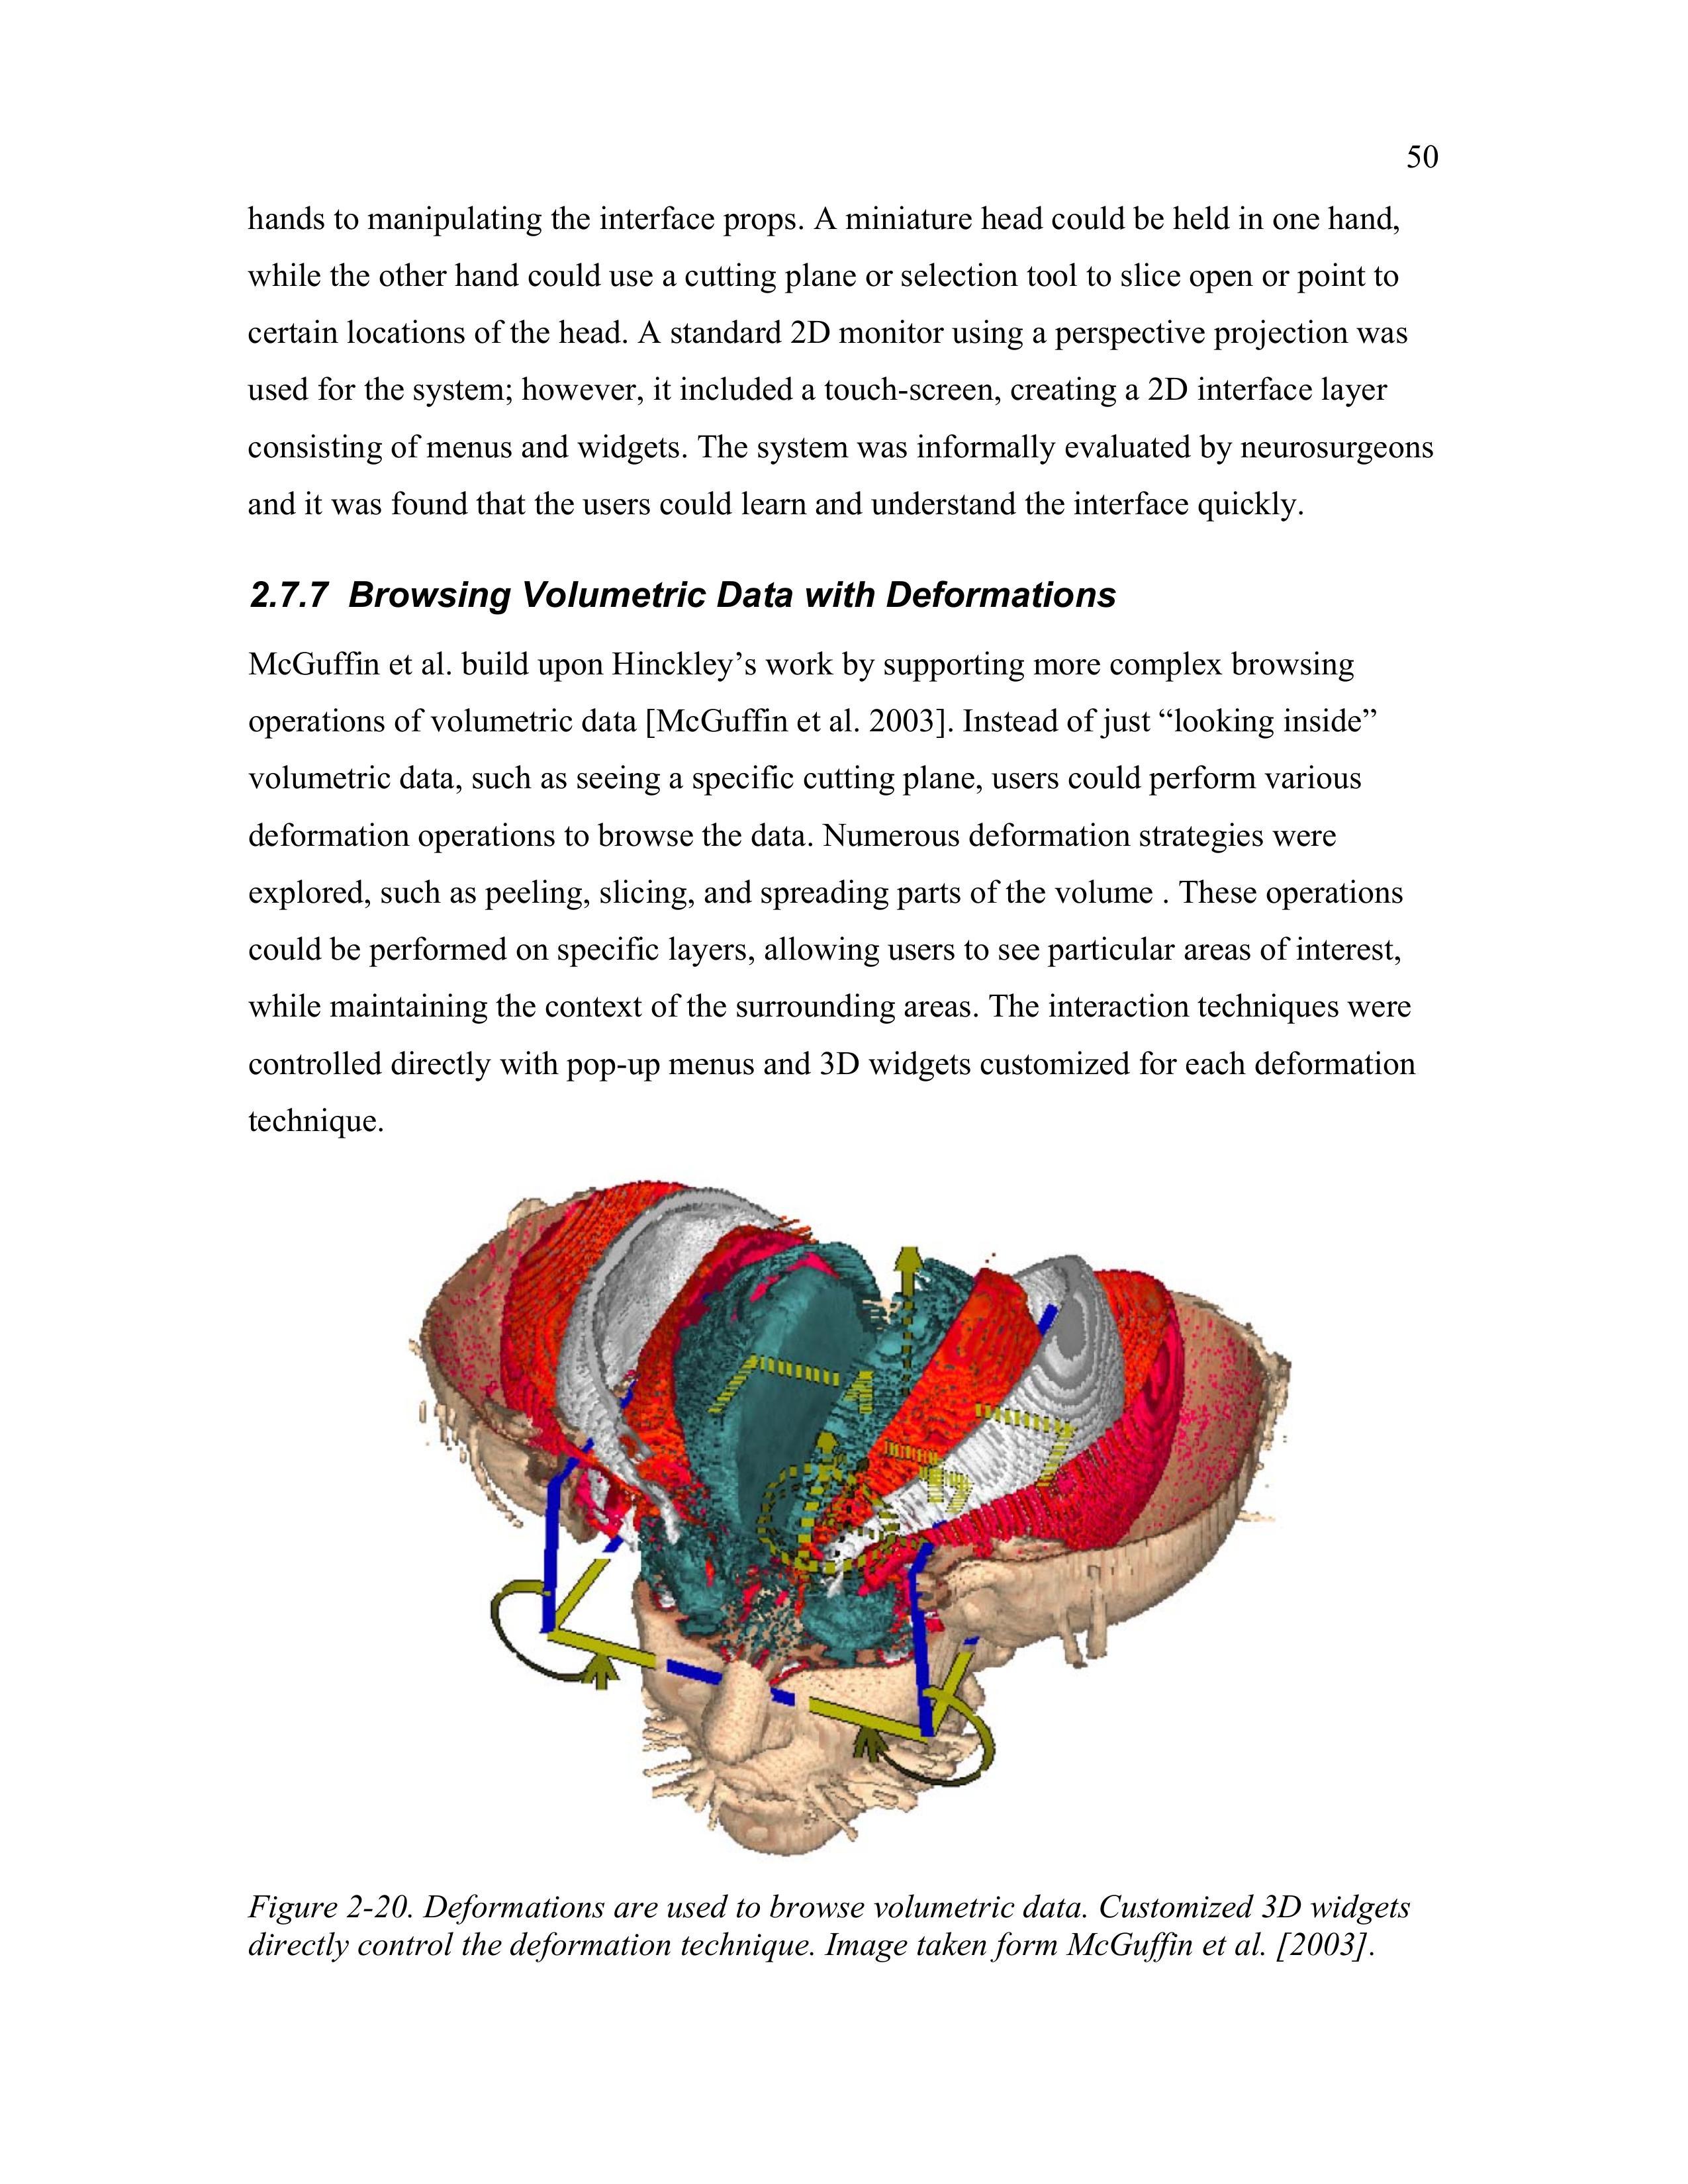 50
hands to manipulating the interface props. A miniature head could be held in one hand,
while the other hand could use a cutting plane or selection tool to slice open or point to
certain locations of the head. A standard 2D monitor using a perspective projection was
used for the system; however, it included a touch-screen, creating a 2D interface layer
consisting of menus and widgets. The system was informally evaluated by neurosurgeons
and it was found that the users could learn and understand the interface quickly.
2.7.7 Browsing Volumetric Data with Deformations
McGuffin et al. build upon Hinckley’s work by supporting more complex browsing
operations of volumetric data [McGuffin et al. 2003]. Instead of just “looking inside”
volumetric data, such as seeing a specific cutting plane, users could perform various
deformation operations to browse the data. Numerous deformation strategies were
explored, such as peeling, slicing, and spreading parts of the volume . These operations
could be performed on specific layers, allowing users to see particular areas of interest,
while maintaining the context of the surrounding areas. The interaction techniques were
controlled directly with pop-up menus and 3D widgets customized for each deformation
technique.
Figure 2-20. Deformations are used to browse volumetric data. Customized 3D widgets
directly control the deformation technique. Image taken form McGuffin et al. [2003].